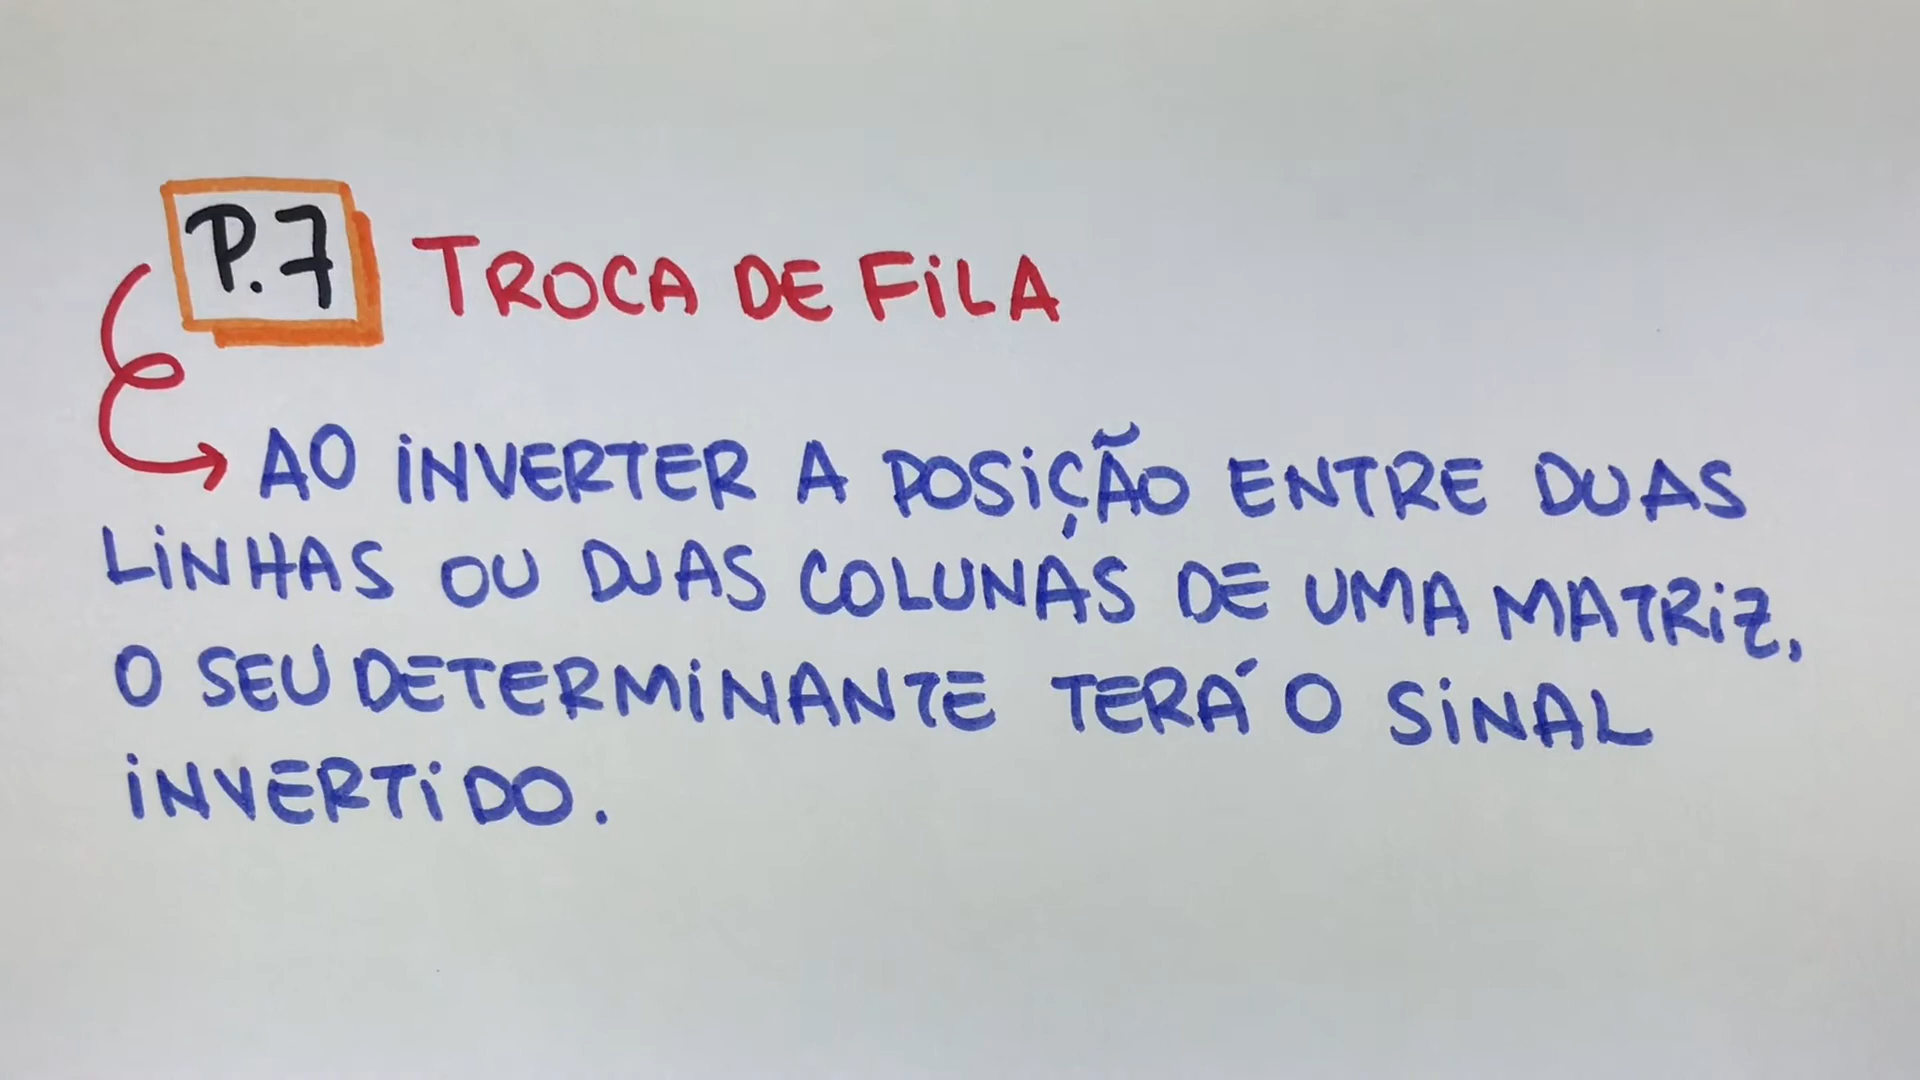 P.7 TROCA DE FILA
AO INVERTER A POSIÇÃO ENTRE DUAS
LINHAS OU DUAS COLUNAS DE UMA MATRIZ,
O SEU DETERMINANTE TERÁ O SINAL
INVERTIDO.